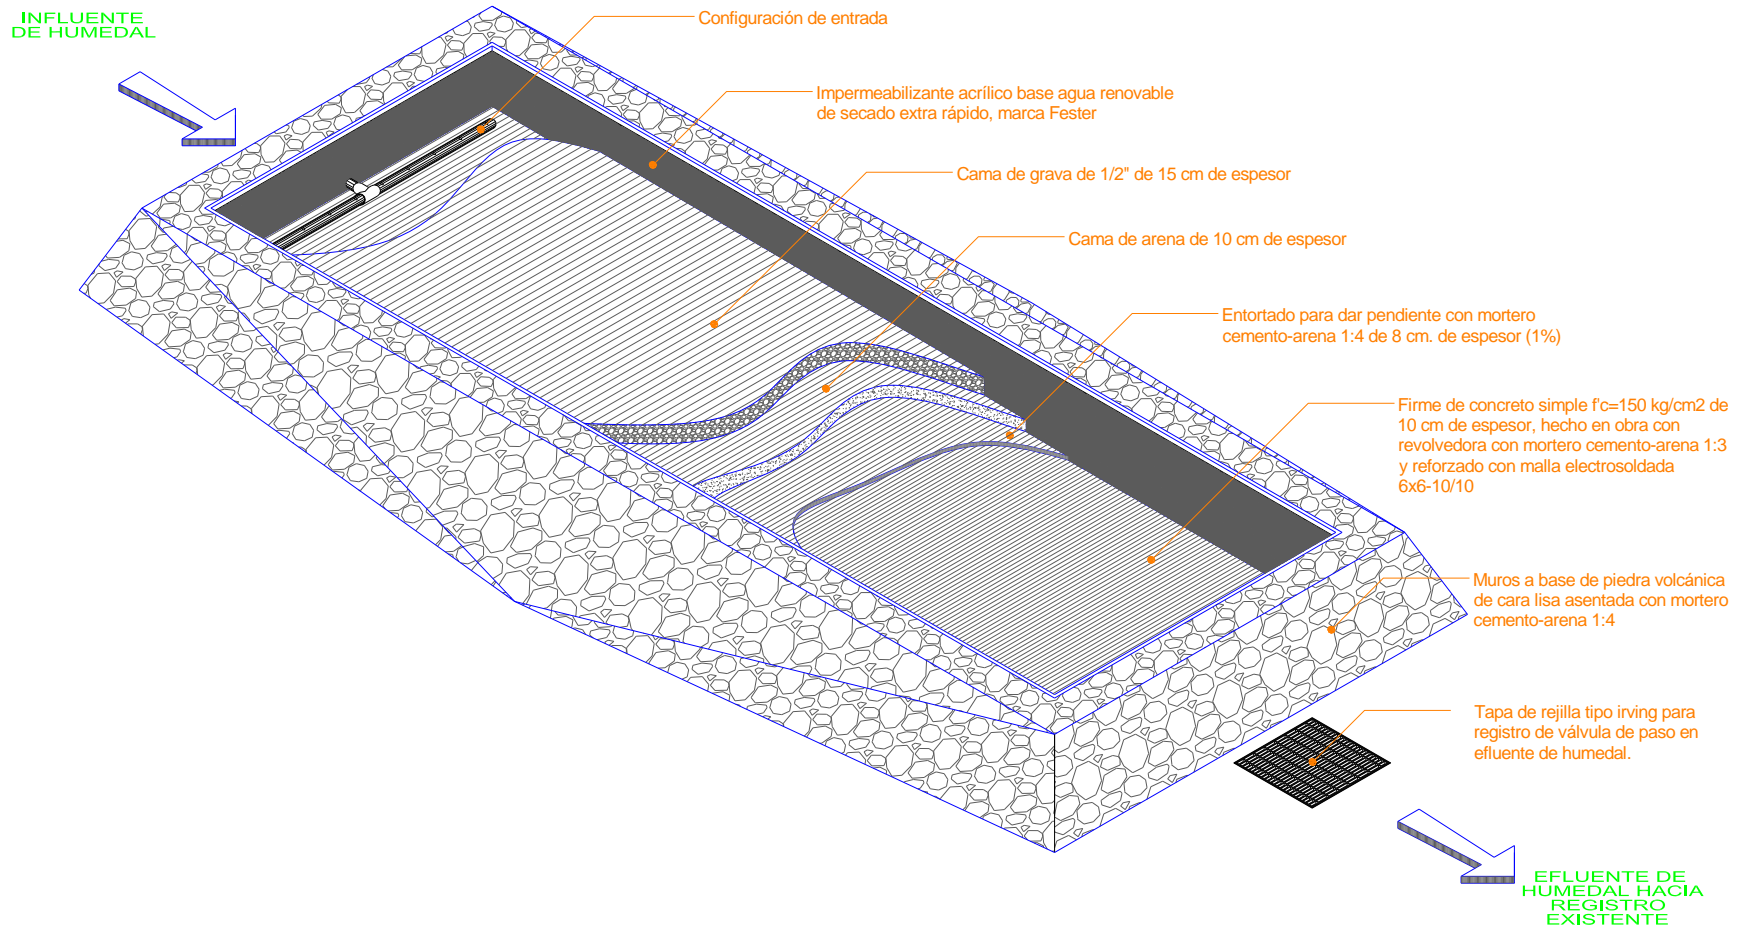 INFLUENTE
DE HUMEDAL
Configuración de entrada
Impermeabilizante acrílico base agua renovable
de secado extra rápido, marca Fester
Cama de grava de 1/2" de 15 cm de espesor
Cama de arena de 10 cm de espesor
Entortado para dar pendiente con mortero
cemento-arena 1:4 de 8 cm. de espesor (1%)
Firme de concreto simple f'c=150 kg/cm2 de
10 cm de espesor, hecho en obra con
revolvedora con mortero cemento-arena 1:3
y reforzado con malla electrosoldada
6x6-10/10
Muros a base de piedra volcánica
de cara lisa asentada con mortero
cemento-arena 1:4
Tapa de rejilla tipo irving para
registro de válvula de paso en
efluente de humedal.
EFLUENTE DE
HUMEDAL HACIA
REGISTRO
EXISTENTE